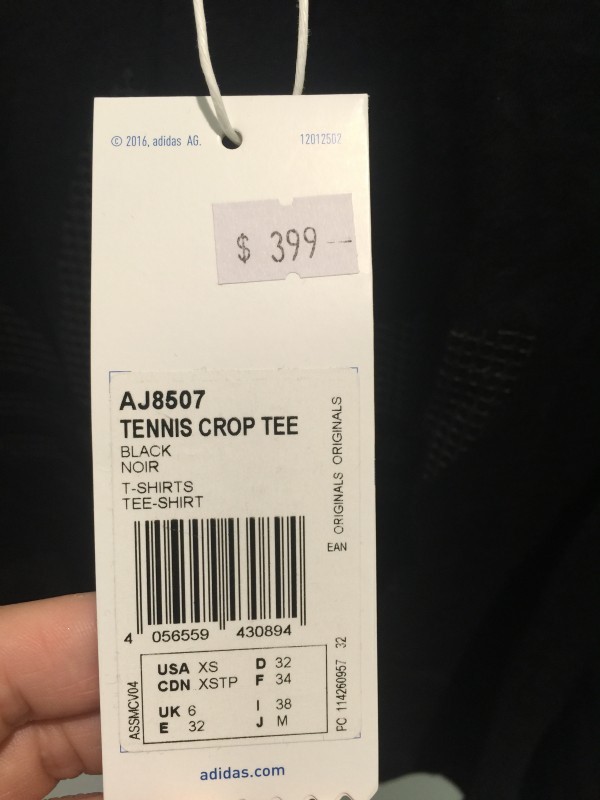 © 2016, adidas AG.
12012502
$ 399 —
AJ8507
TENNIS CROP TEE
BLACK
NOIR
T-SHIRTS
TEE-SHIRT
ORIGINALS ORIGINALS
EAN
4 056559 430894
ASSMCV04
USA XS D 32
CDN XSTP F 34
UK 6 I 38
E 32 J M
PC 114260957 32
adidas.com